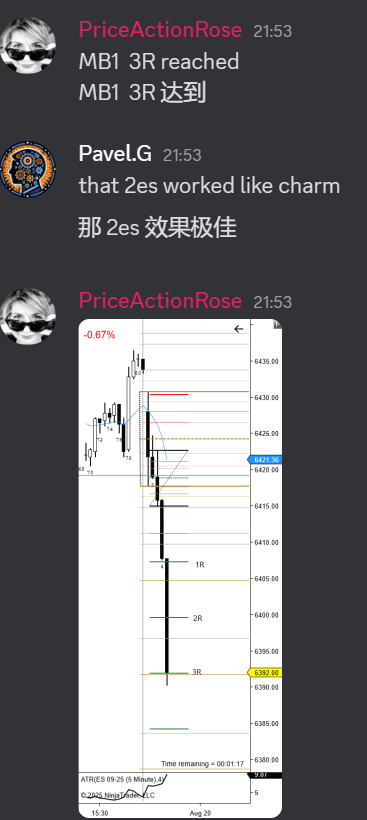 PriceActionRose 21:53
MB1 3R reached
MB1 3R 达到
Pavel.G 21:53
that 2es worked like charm
那 2es 效果极佳
PriceActionRose 21:53
-0.67%
6435.00
6430.00
6425.00
6421.36
6420.00
6415.00
6410.00
6405.00
6400.00
6395.00
6392.00
6390.00
6385.00
6380.00
1R
2R
3R
Time remaining = 00:01:17
ATR(ES 09-25 (5 Minute),4)
9.87
© 2025 NinjaTrader, LLC
5
15:30
Aug 20